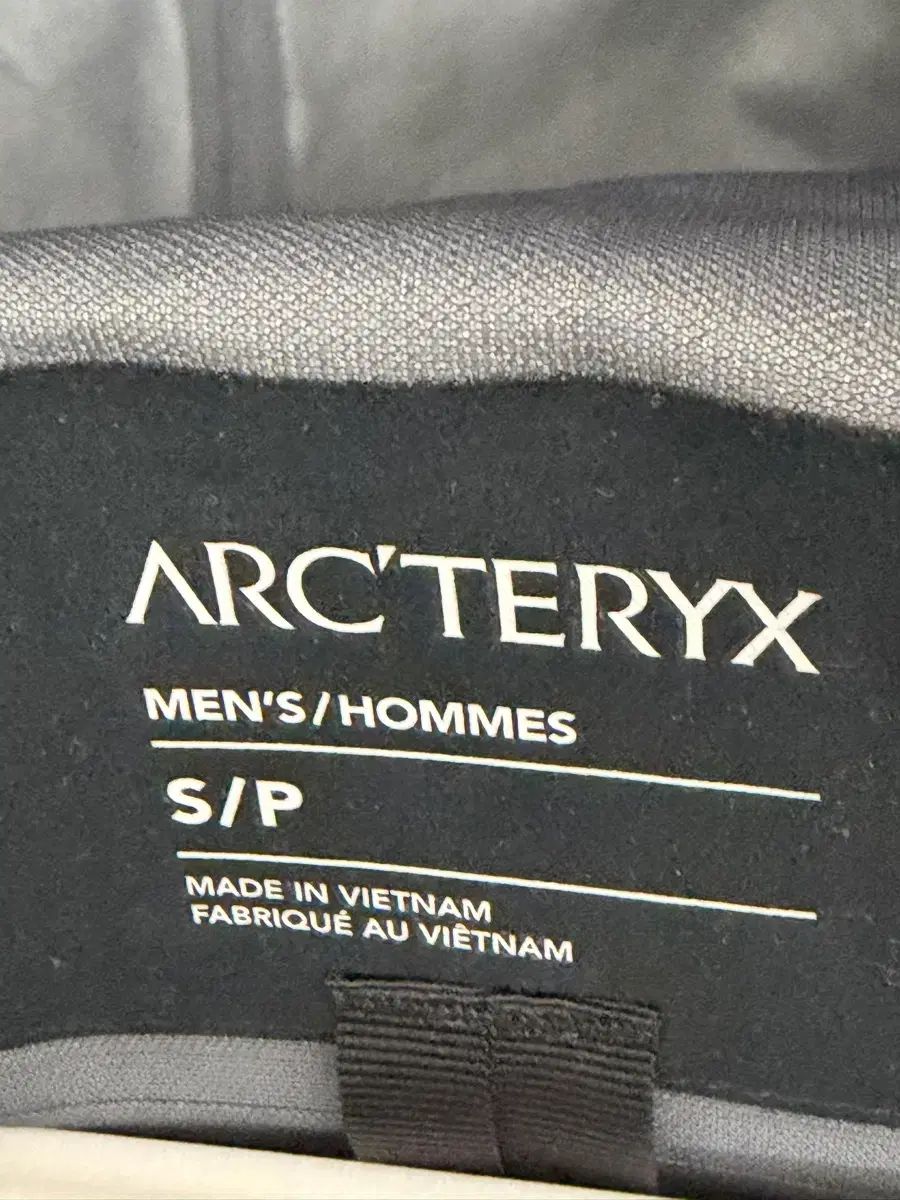 ARC'TERYX
MEN'S/HOMMES
S/P
MADE IN VIETNAM
FABRIQUÉ AU VIÊTNAM